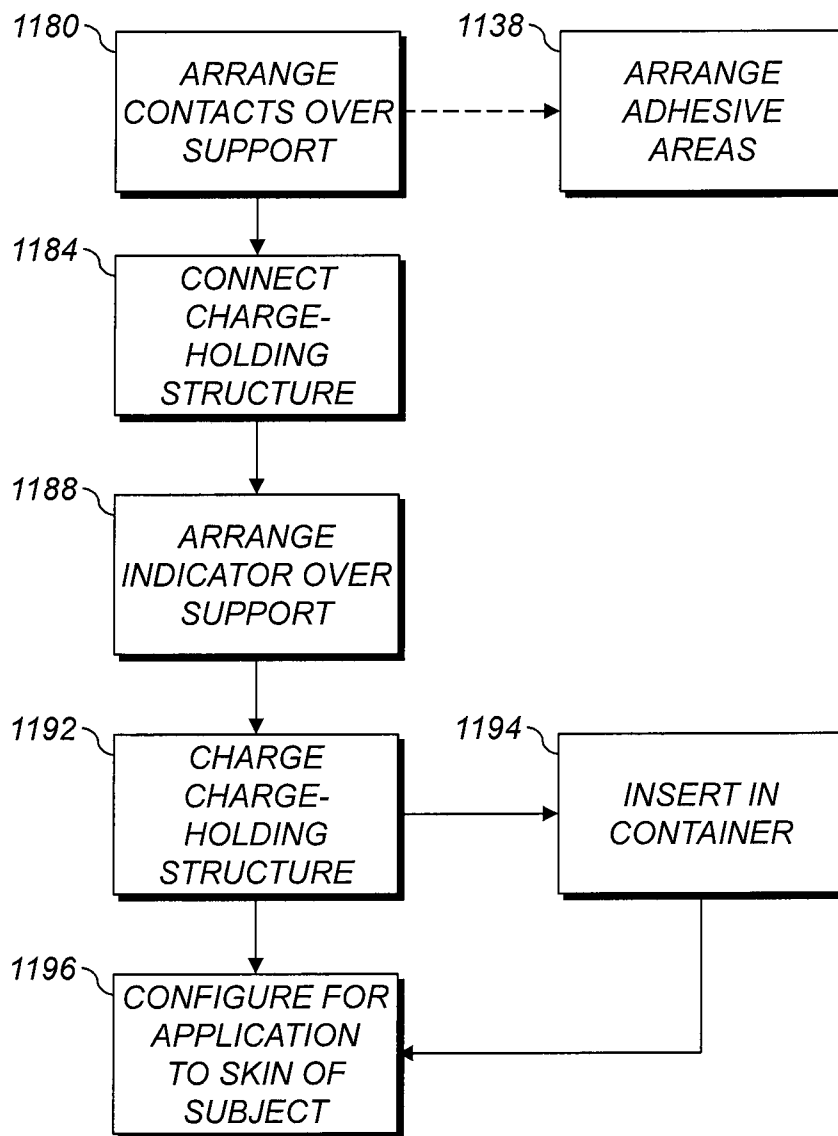 1180
ARRANGE
CONTACTS OVER
SUPPORT
1138
ARRANGE
ADHESIVE
AREAS
1184
CONNECT
CHARGE-
HOLDING
STRUCTURE
1188
ARRANGE
INDICATOR OVER
SUPPORT
1192
CHARGE
CHARGE-
HOLDING
STRUCTURE
1194
INSERT IN
CONTAINER
1196
CONFIGURE FOR
APPLICATION
TO SKIN OF
SUBJECT